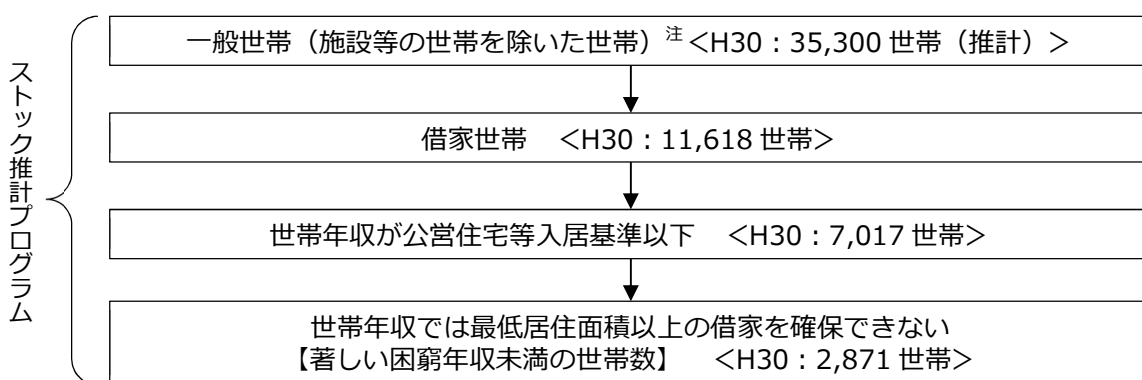 ストック推計プログラム
一般世帯（施設等の世帯を除いた世帯）注 <H30：35,300 世帯（推計）>
借家世帯 <H30：11,618 世帯>
世帯年収が公営住宅等入居基準以下 <H30：7,017 世帯>
世帯年収では最低居住面積以上の借家を確保できない
【著しい困窮年収未満の世帯数】 <H30：2,871 世帯>